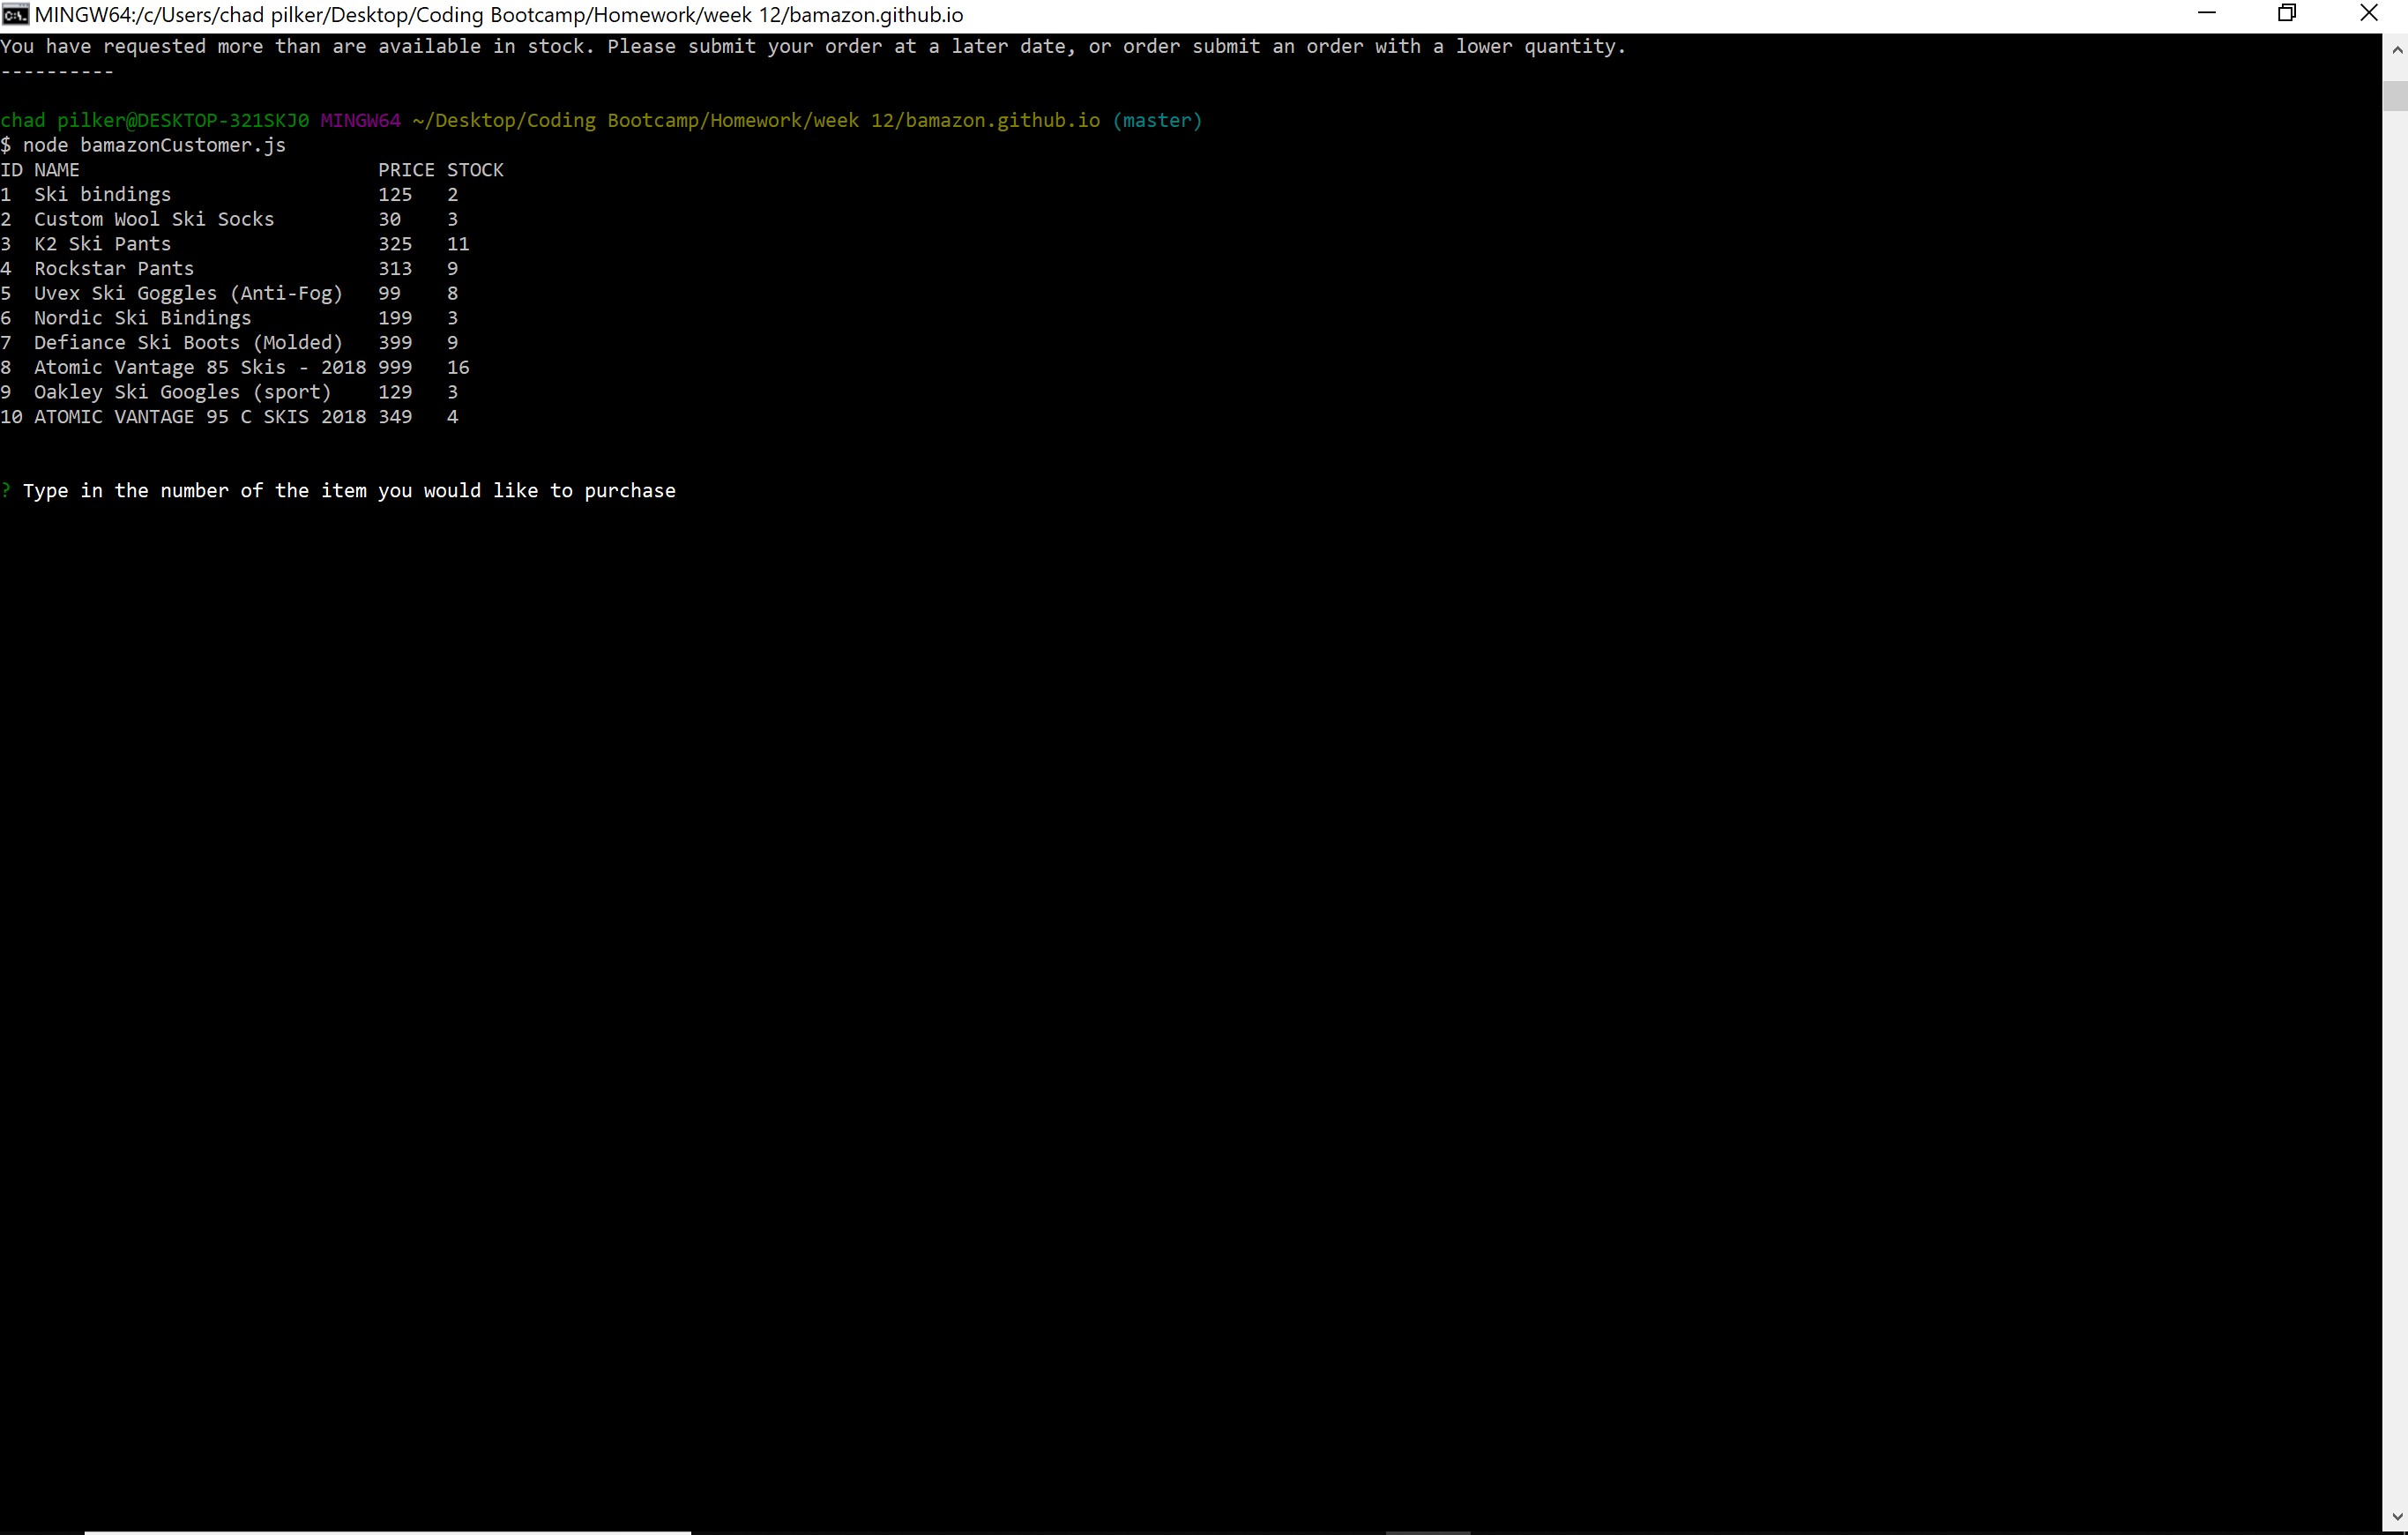 MINGW64:/c/Users/chad pilker/Desktop/Coding Bootcamp/Homework/week 12/bamazon.github.io
You have requested more than are available in stock. Please submit your order at a later date, or order submit an order with a lower quantity.
----------
chad pilker@DESKTOP-321SKJ0 MINGW64 ~/Desktop/Coding Bootcamp/Homework/week 12/bamazon.github.io (master)
$ node bamazonCustomer.js
ID NAME                          PRICE STOCK
1  Ski bindings                  125   2
2  Custom Wool Ski Socks         30    3
3  K2 Ski Pants                  325   11
4  Rockstar Pants                313   9
5  Uvex Ski Goggles (Anti-Fog)   99    8
6  Nordic Ski Bindings           199   3
7  Defiance Ski Boots (Molded)   399   9
8  Atomic Vantage 85 Skis - 2018 999   16
9  Oakley Ski Googles (sport)    129   3
10 ATOMIC VANTAGE 95 C SKIS 2018 349   4
? Type in the number of the item you would like to purchase